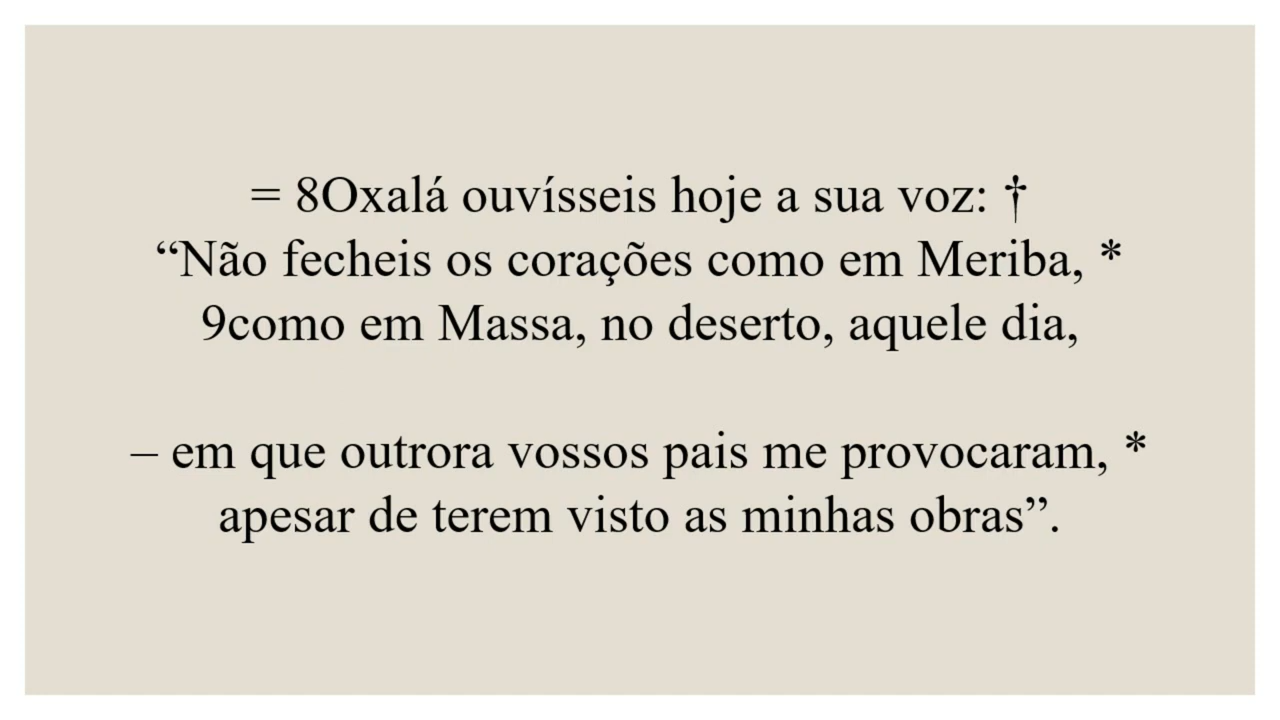 = 8Oxalá ouvísseis hoje a sua voz: †
“Não fecheis os corações como em Meriba, *
9como em Massa, no deserto, aquele dia,
– em que outrora vossos pais me provocaram, *
apesar de terem visto as minhas obras”.